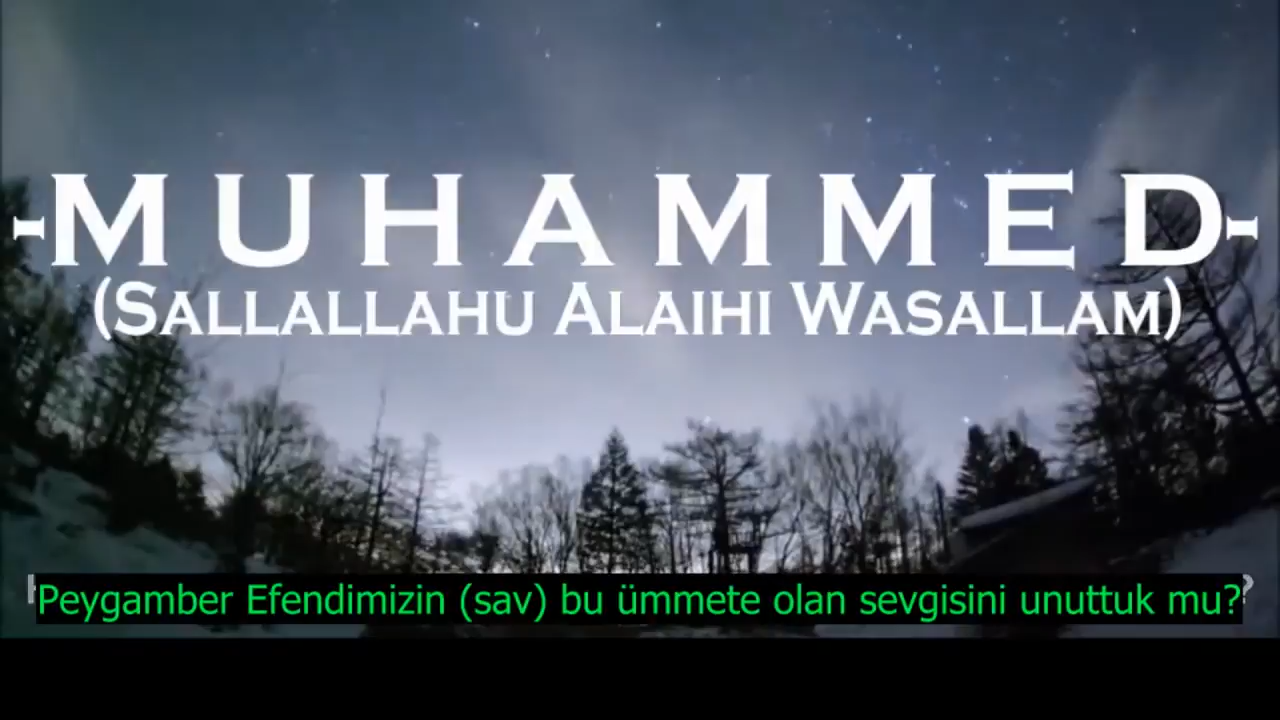 -MUHAMMED-
(SALLALLAHU ALAIHI WASALLAM)
Peygamber Efendimizin (sav) bu ümmete olan sevgisini unuttuk mu?